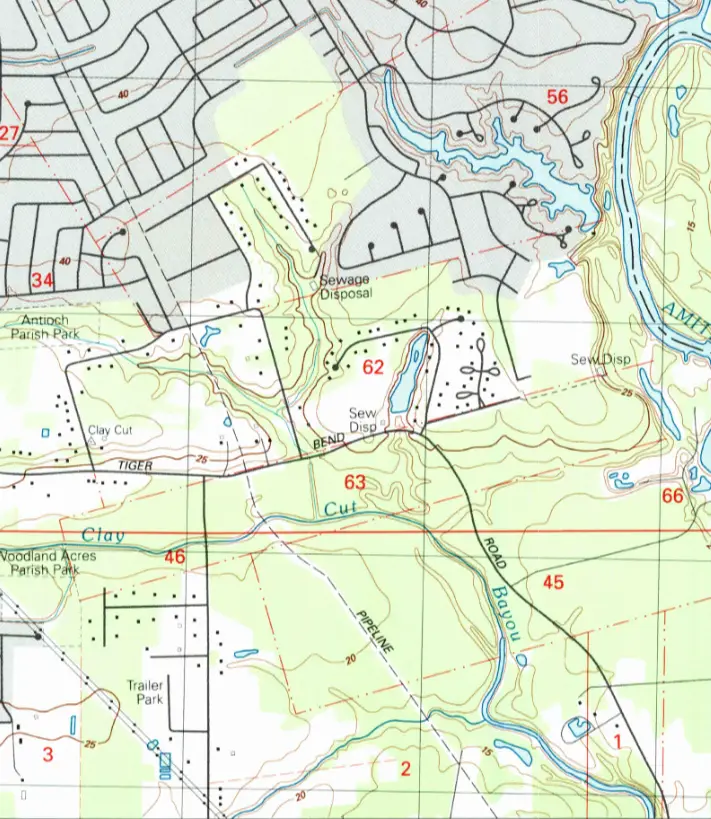 40
40
56
27
15
40
34
Sewage
Disposal
AMIT
Antioch
Parish Park
62
Sew Disp
25
Sew
Disp
Clay Cut
BEND
TIGER
25
63
66
Cut
Clay
46
ROAD
Woodland Acres
Parish Park
45
Bayou
PIPELINE
20
Trailer
Park
3
25
15
1
2
20